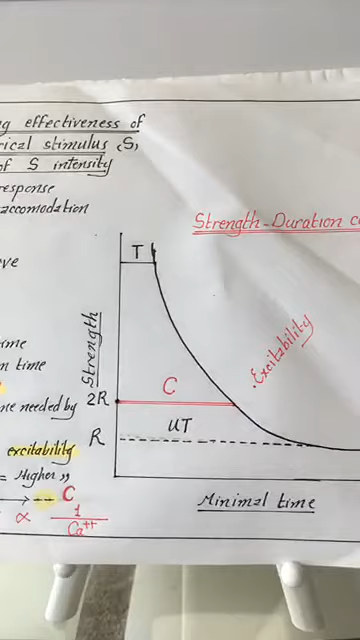 g effectiveness of
rical stimulus (S)
of S intensity
response
accomodation
ve
ime
n time
ne needed by
excitability
= Higher ,,
→ -- C
∝ 1
Ca++
Strength-Duration c
T
Strength
C
.Excitability
2R
UT
R
Minimal time